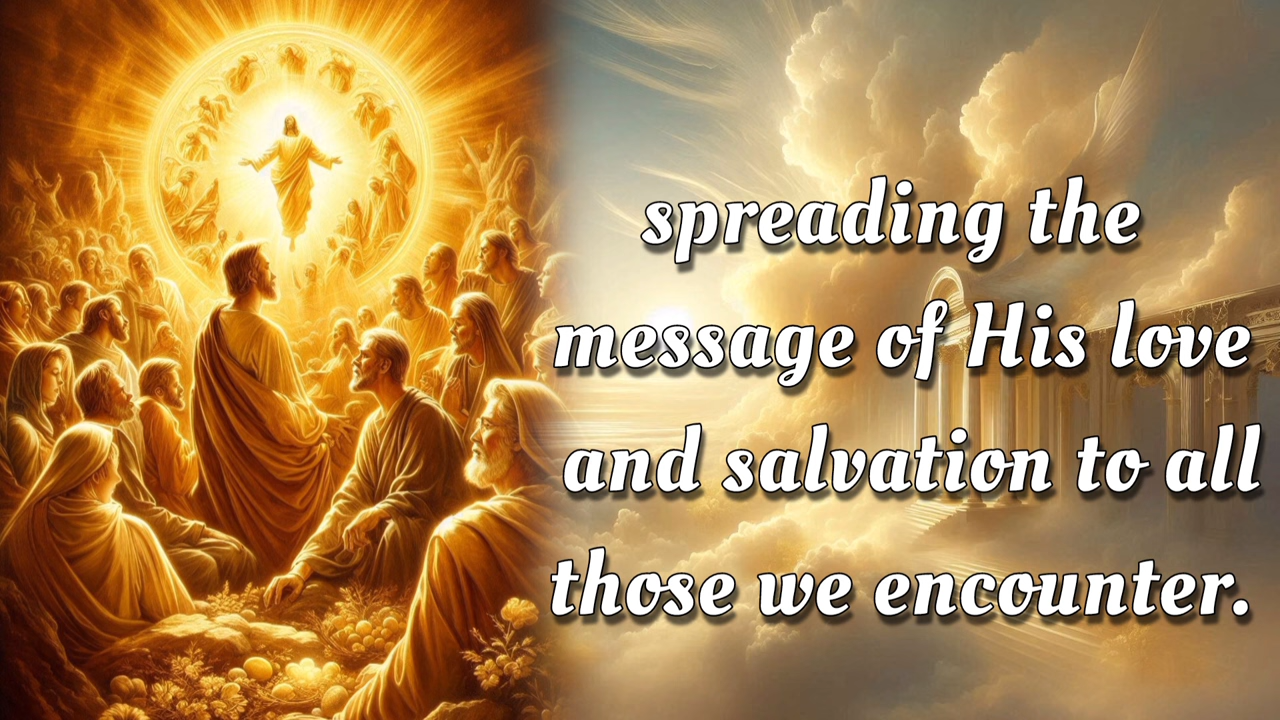 spreading the
message of His love
and salvation to all
those we encounter.